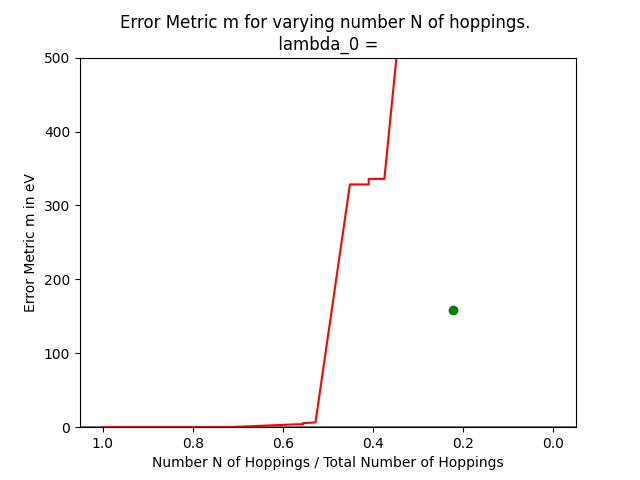 Error Metric m for varying number N of hoppings.
lambda_0 =
500
400
300
200
100
0
Error Metric m in eV
1.0 0.8 0.6 0.4 0.2 0.0
Number N of Hoppings / Total Number of Hoppings